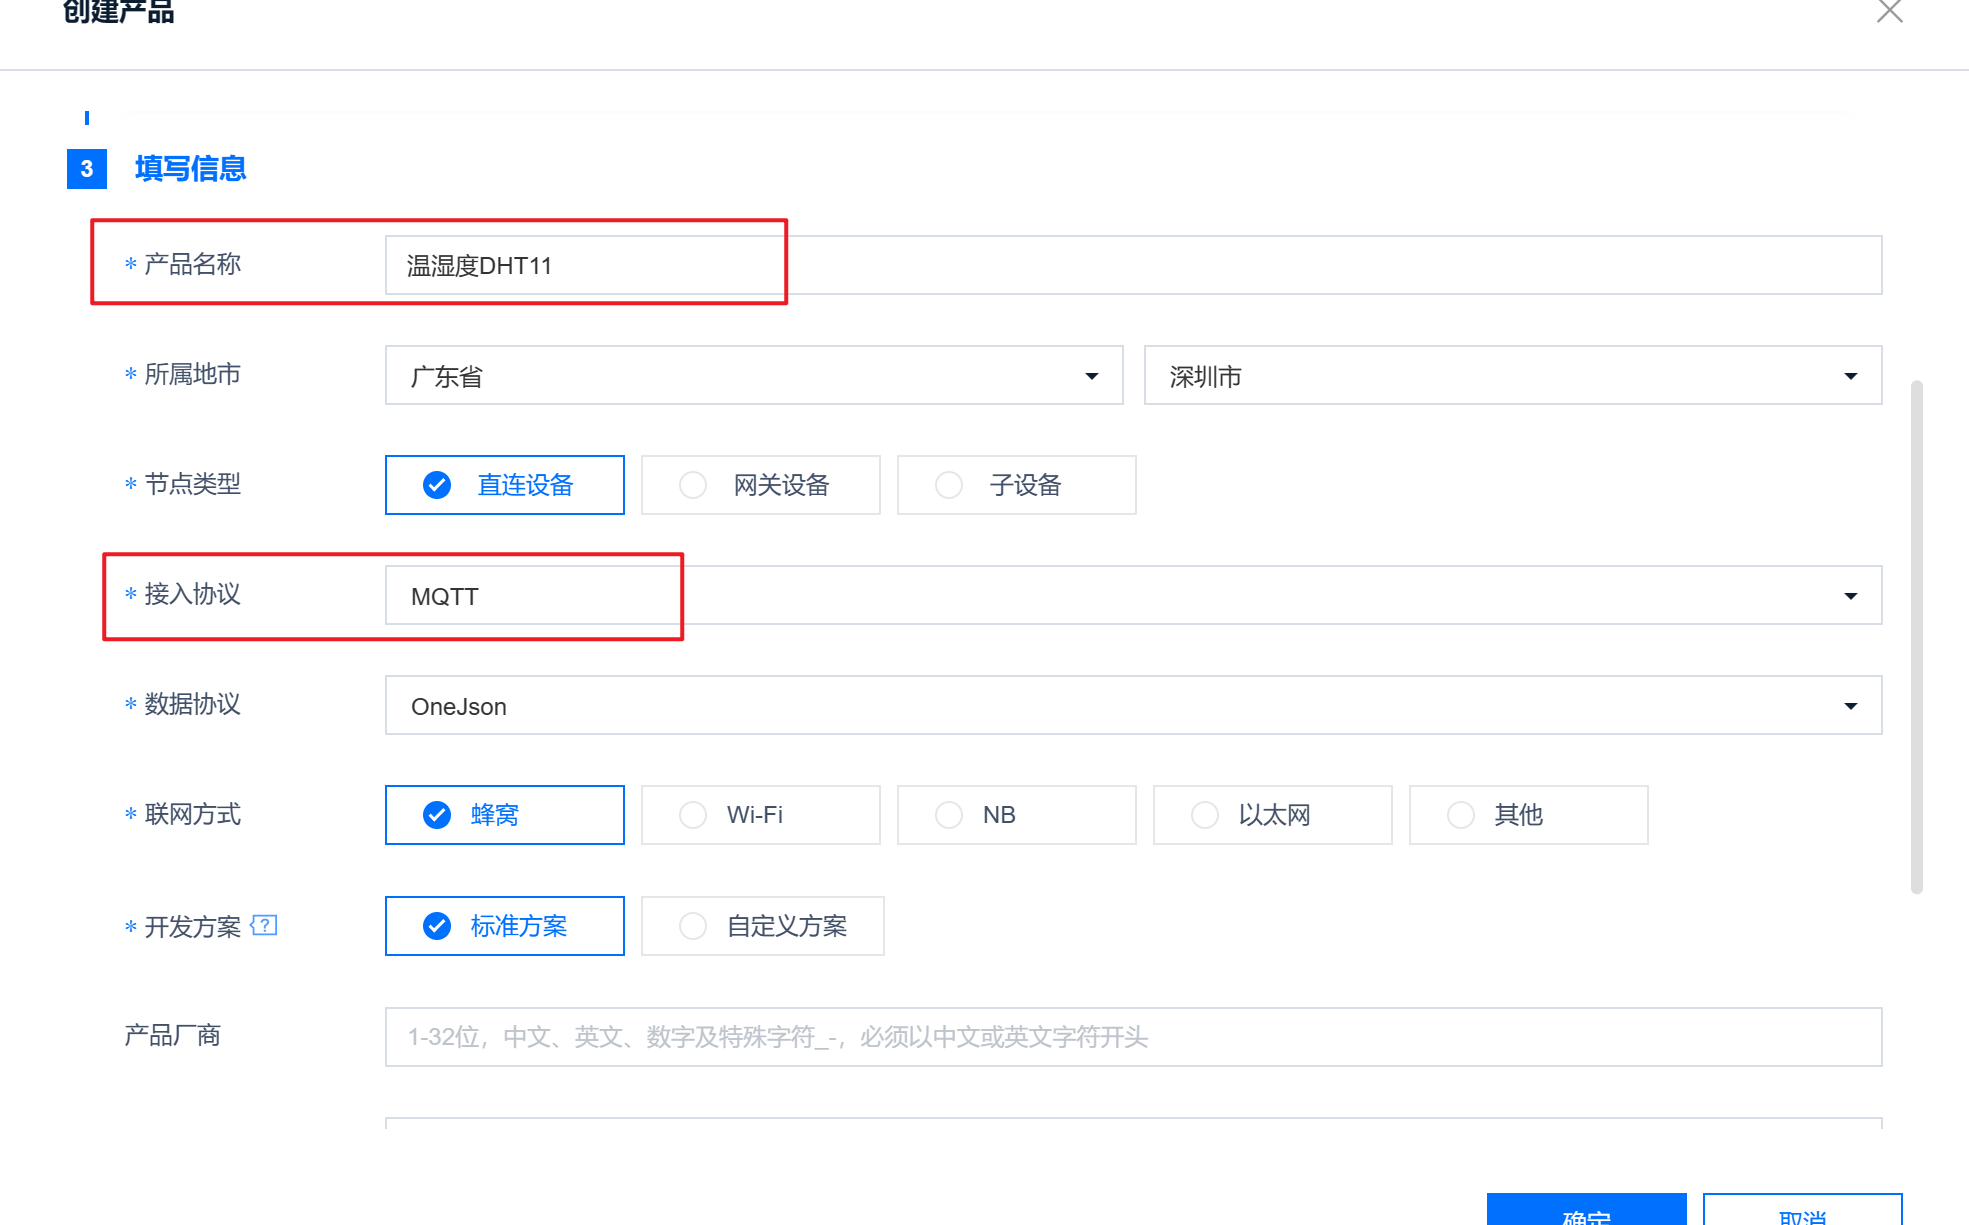 创建产品
3 填写信息
* 产品名称 温湿度DHT11
* 所属地市 广东省 深圳市
* 节点类型 直连设备 网关设备 子设备
* 接入协议 MQTT
* 数据协议 OneJson
* 联网方式 蜂窝 Wi-Fi NB 以太网 其他
* 开发方案 ? 标准方案 自定义方案
产品厂商 1-32位，中文、英文、数字及特殊字符_-，必须以中文或英文字符开头
确定 取消